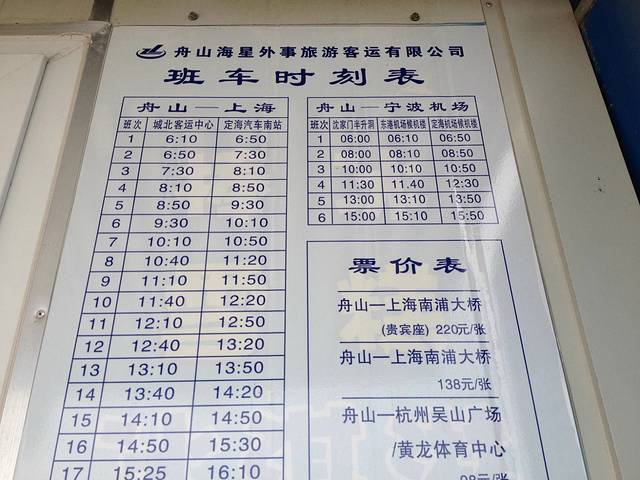 舟山海星外事旅游客运有限公司
班车时刻表
舟山—上海
班次 城北客运中心 定海汽车南站
1 6:10 6:50
2 6:50 7:30
3 7:30 8:10
4 8:10 8:50
5 8:50 9:30
6 9:30 10:10
7 10:10 10:50
8 10:40 11:20
9 11:10 11:50
10 11:40 12:20
11 12:10 12:50
12 12:40 13:20
13 13:10 13:50
14 13:40 14:20
15 14:10 14:50
16 14:50 15:30
17 15:25 16:10
舟山—宁波机场
班次 沈家门半升洞 东港机场候机楼 定海机场候机楼
1 06:00 06:10 06:50
2 08:00 08:10 08:50
3 10:00 10:10 10:50
4 11:30 11.40 12:30
5 13:00 13:10 13:50
6 15:00 15:10 15:50
票价表
舟山—上海南浦大桥
(贵宾座) 220元/张
舟山—上海南浦大桥
138元/张
舟山—杭州吴山广场
/黄龙体育中心
98元/张